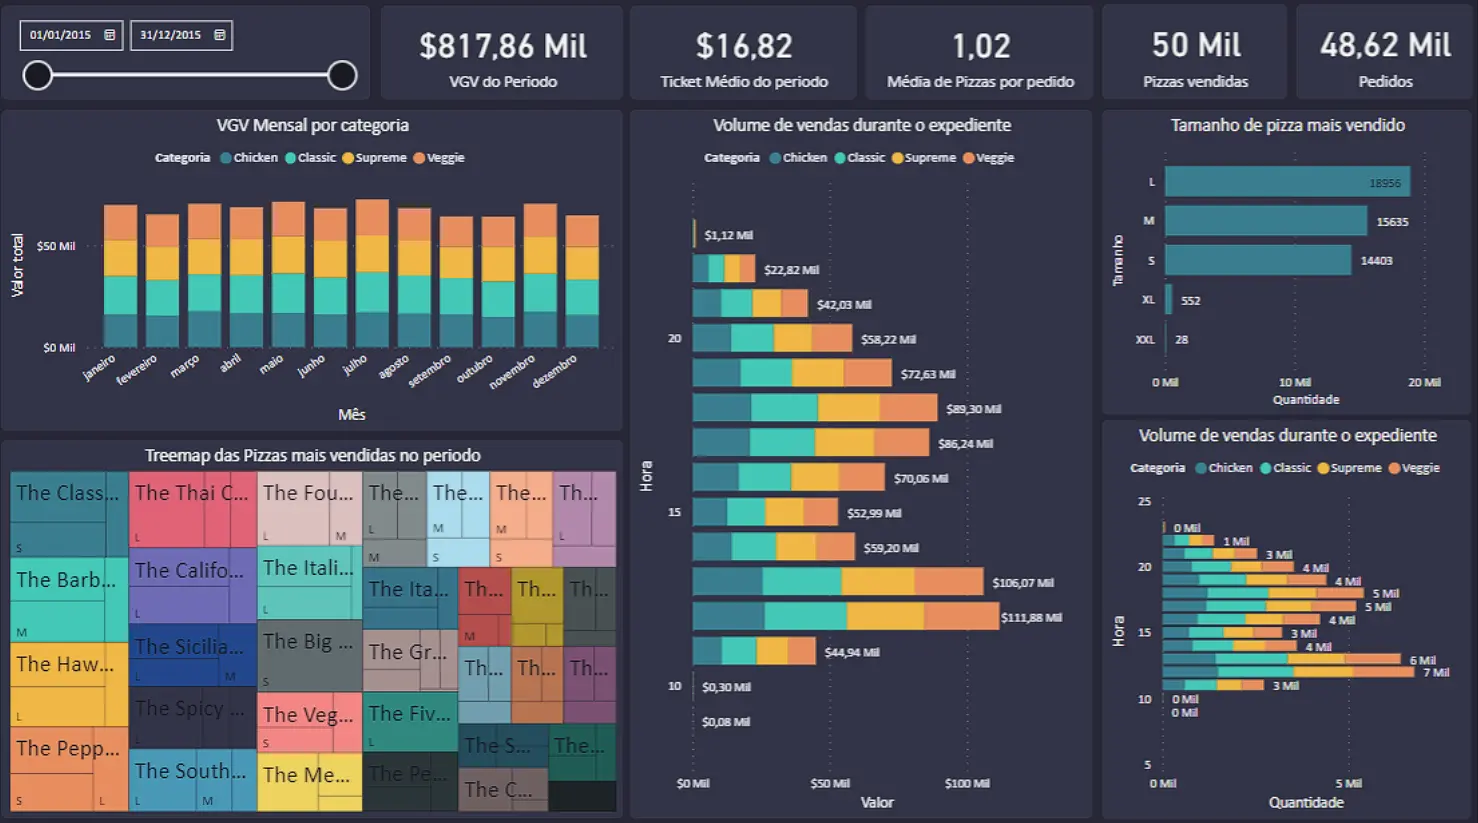 01/01/2015
31/12/2015
$817,86 Mil
VGV do Periodo
$16,82
Ticket Médio do periodo
1,02
Média de Pizzas por pedido
50 Mil
Pizzas vendidas
48,62 Mil
Pedidos
VGV Mensal por categoria
Categoria Chicken Classic Supreme Veggie
Valor total
$50 Mil
$0 Mil
janeiro
fevereiro
março
abril
maio
junho
julho
agosto
setembro
outubro
novembro
dezembro
Mês
Treemap das Pizzas mais vendidas no periodo
The Class...
S
The Barb...
M
The Haw...
L
The Pepp...
S
L
The Thai C...
L
The Califo...
L
The Sicilia...
M
The Spicy ...
L
The South...
L
M
The Fou...
L
M
The Itali...
L
The Big ...
S
The Veg...
S
The Me...
The...
L
M
The...
M
S
The...
M
S
Th...
L
The Ita...
The Gr...
The Fiv...
L
The Pe...
Th...
M
Th...
Th...
Th...
Th...
Th...
The S...
The...
The C...
Volume de vendas durante o expediente
Categoria Chicken Classic Supreme Veggie
Hora
$1,12 Mil
$22,82 Mil
$42,03 Mil
20
$58,22 Mil
$72,63 Mil
$89,30 Mil
$86,24 Mil
$70,06 Mil
15
$52,99 Mil
$59,20 Mil
$106,07 Mil
$111,88 Mil
$44,94 Mil
10
$0,30 Mil
$0,08 Mil
$0 Mil
$50 Mil
$100 Mil
Valor
Tamanho de pizza mais vendido
Tamanho
L
18956
M
15635
S
14403
XL
552
XXL
28
0 Mil
10 Mil
20 Mil
Quantidade
Volume de vendas durante o expediente
Categoria Chicken Classic Supreme Veggie
Hora
25
0 Mil
1 Mil
3 Mil
20
4 Mil
4 Mil
5 Mil
5 Mil
4 Mil
15
3 Mil
4 Mil
6 Mil
7 Mil
3 Mil
10
0 Mil
0 Mil
5
0 Mil
5 Mil
Quantidade